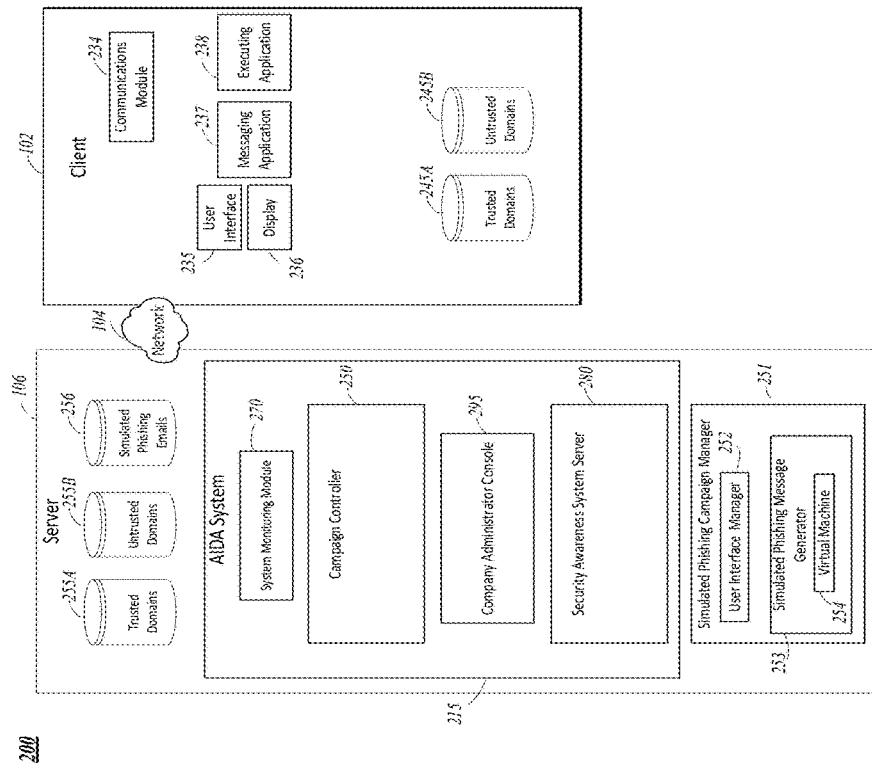 200
106
Server
255A
Trusted
Domains
255B
Untrusted
Domains
256
Simulated
Phishing
Emails
215
AIDA System
270
System Monitoring Module
250
Campaign Controller
295
Company Administrator Console
280
Security Awareness System Server
251
Simulated Phishing Campaign Manager
252
User Interface Manager
253
Simulated Phishing Message
Generator
Virtual Machine
254
104
Network
102
Client
234
Communications
Module
235
User
Interface
236
Display
237
Messaging
Application
238
Executing
Application
245A
Trusted
Domains
245B
Untrusted
Domains